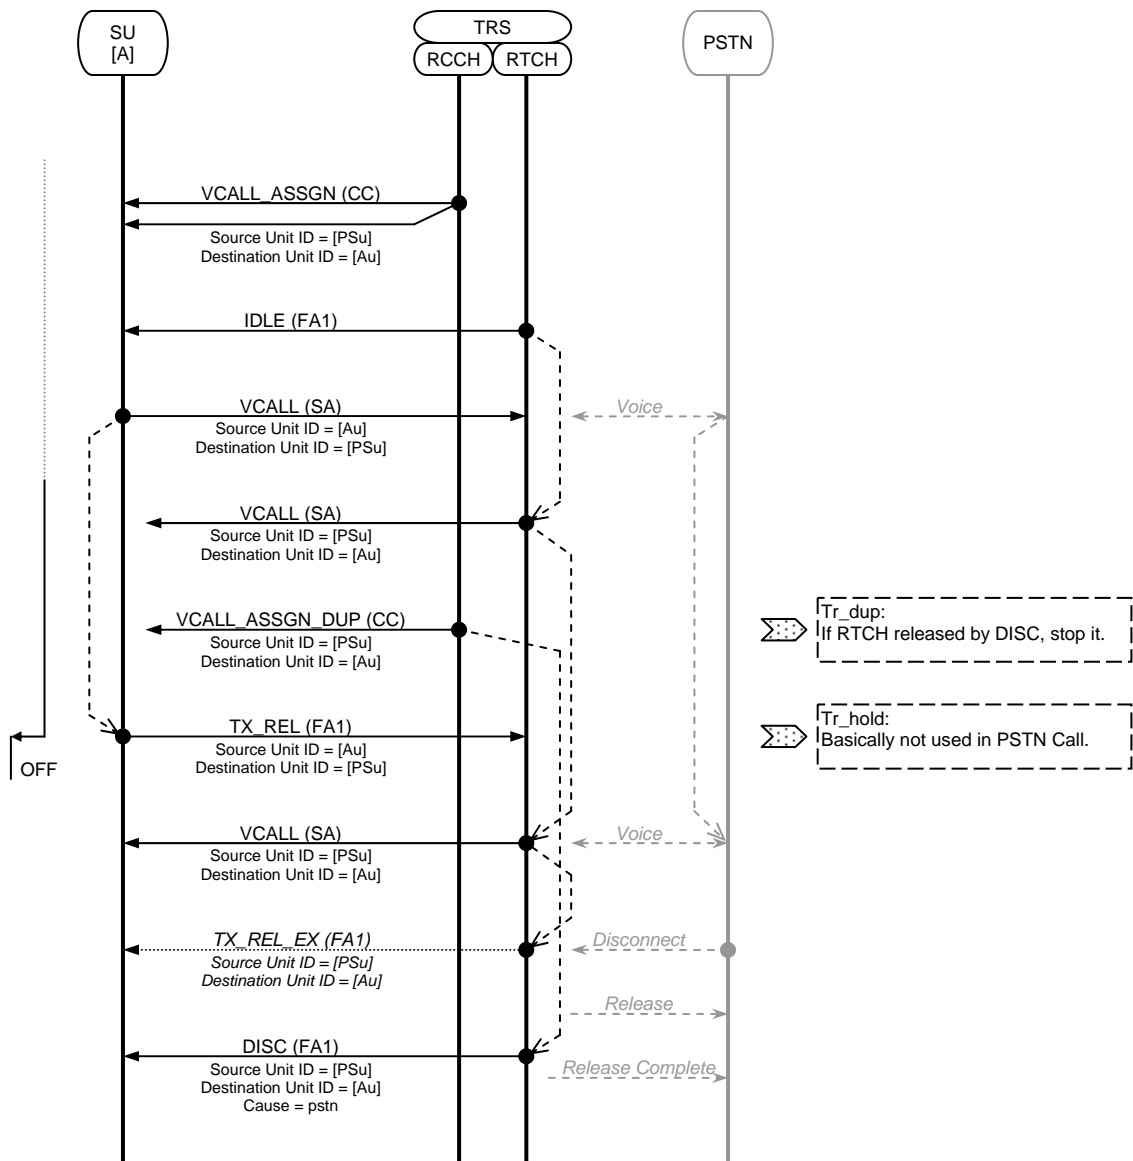 SU
[A]
TRS
RCCH
RTCH
PSTN
VCALL_ASSGN (CC)
Source Unit ID = [PSu]
Destination Unit ID = [Au]
IDLE (FA1)
VCALL (SA)
Source Unit ID = [Au]
Destination Unit ID = [PSu]
Voice
VCALL (SA)
Source Unit ID = [PSu]
Destination Unit ID = [Au]
VCALL_ASSGN_DUP (CC)
Source Unit ID = [PSu]
Destination Unit ID = [Au]
Tr_dup:
If RTCH released by DISC, stop it.
TX_REL (FA1)
Source Unit ID = [Au]
Destination Unit ID = [PSu]
OFF
Tr_hold:
Basically not used in PSTN Call.
VCALL (SA)
Source Unit ID = [PSu]
Destination Unit ID = [Au]
Voice
TX_REL_EX (FA1)
Source Unit ID = [PSu]
Destination Unit ID = [Au]
Disconnect
Release
DISC (FA1)
Source Unit ID = [PSu]
Destination Unit ID = [Au]
Cause = pstn
Release Complete